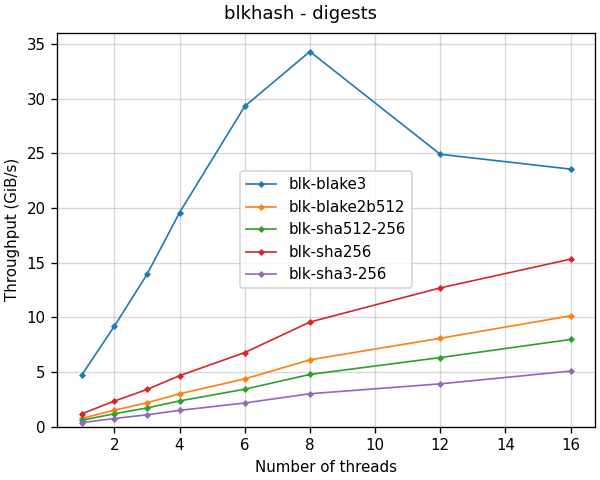 blkhash - digests
Throughput (GiB/s)
35
30
25
20
15
10
5
0
blk-blake3
blk-blake2b512
blk-sha512-256
blk-sha256
blk-sha3-256
2 4 6 8 10 12 14 16
Number of threads